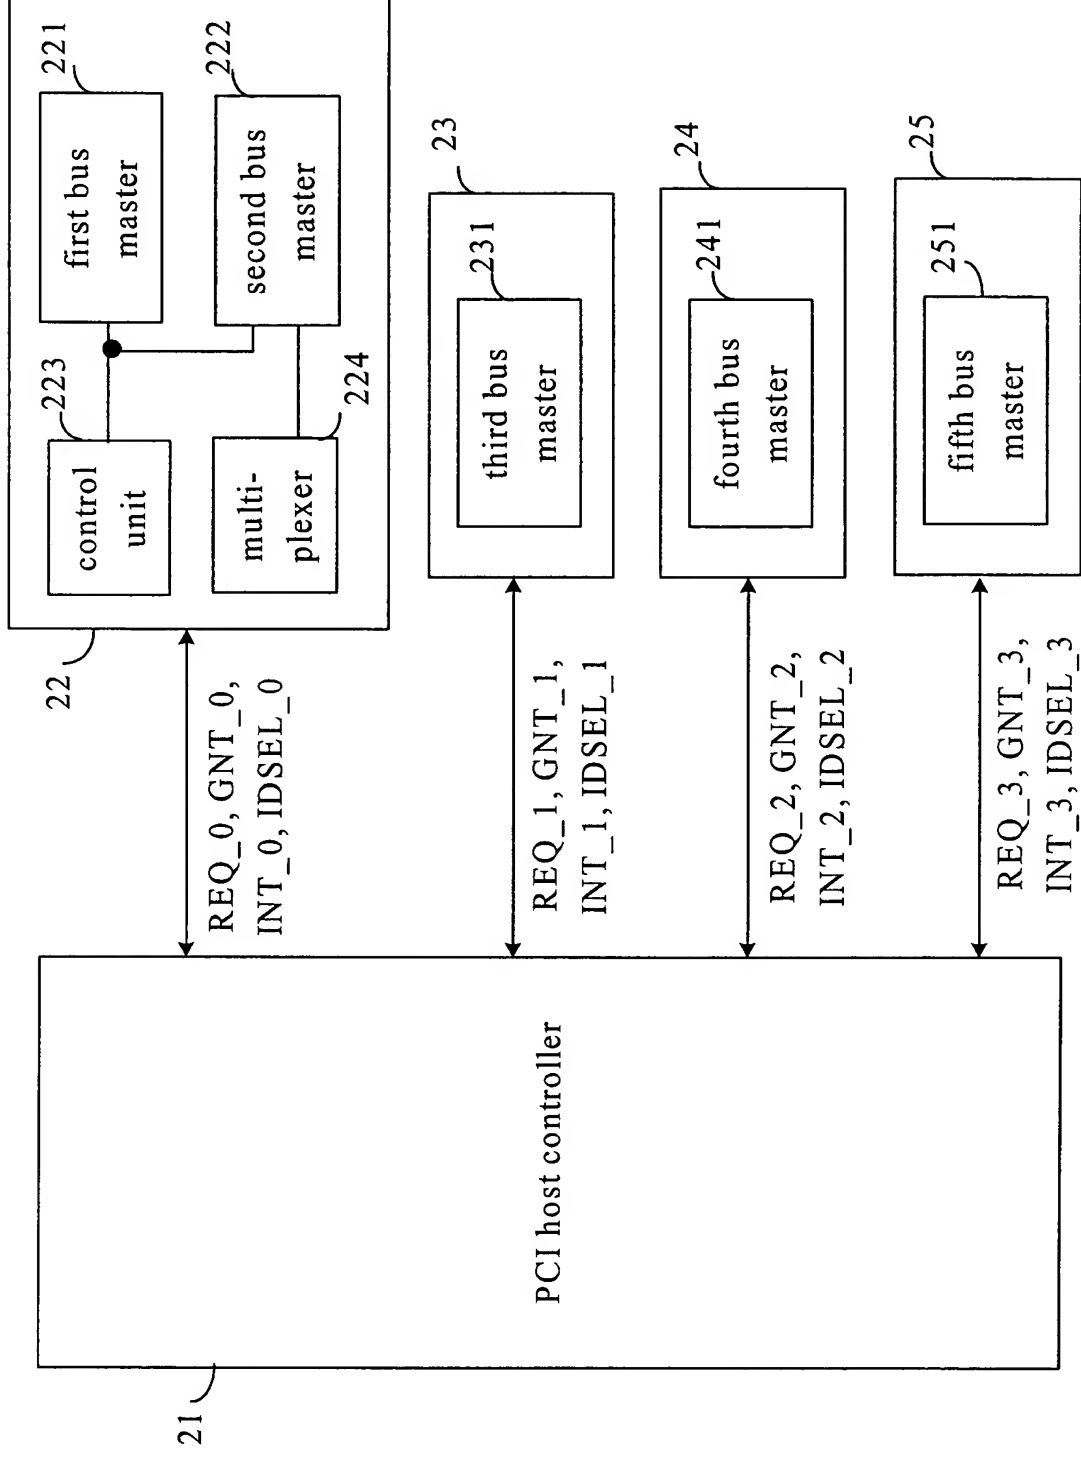 221
first bus
master
222
second bus
master
223
control
unit
224
multi-
plexer
22
REQ_0, GNT_0,
INT_0, IDSEL_0
23
231
third bus
master
REQ_1, GNT_1,
INT_1, IDSEL_1
24
241
fourth bus
master
REQ_2, GNT_2,
INT_2, IDSEL_2
25
251
fifth bus
master
REQ_3, GNT_3,
INT_3, IDSEL_3
PCI host controller
21